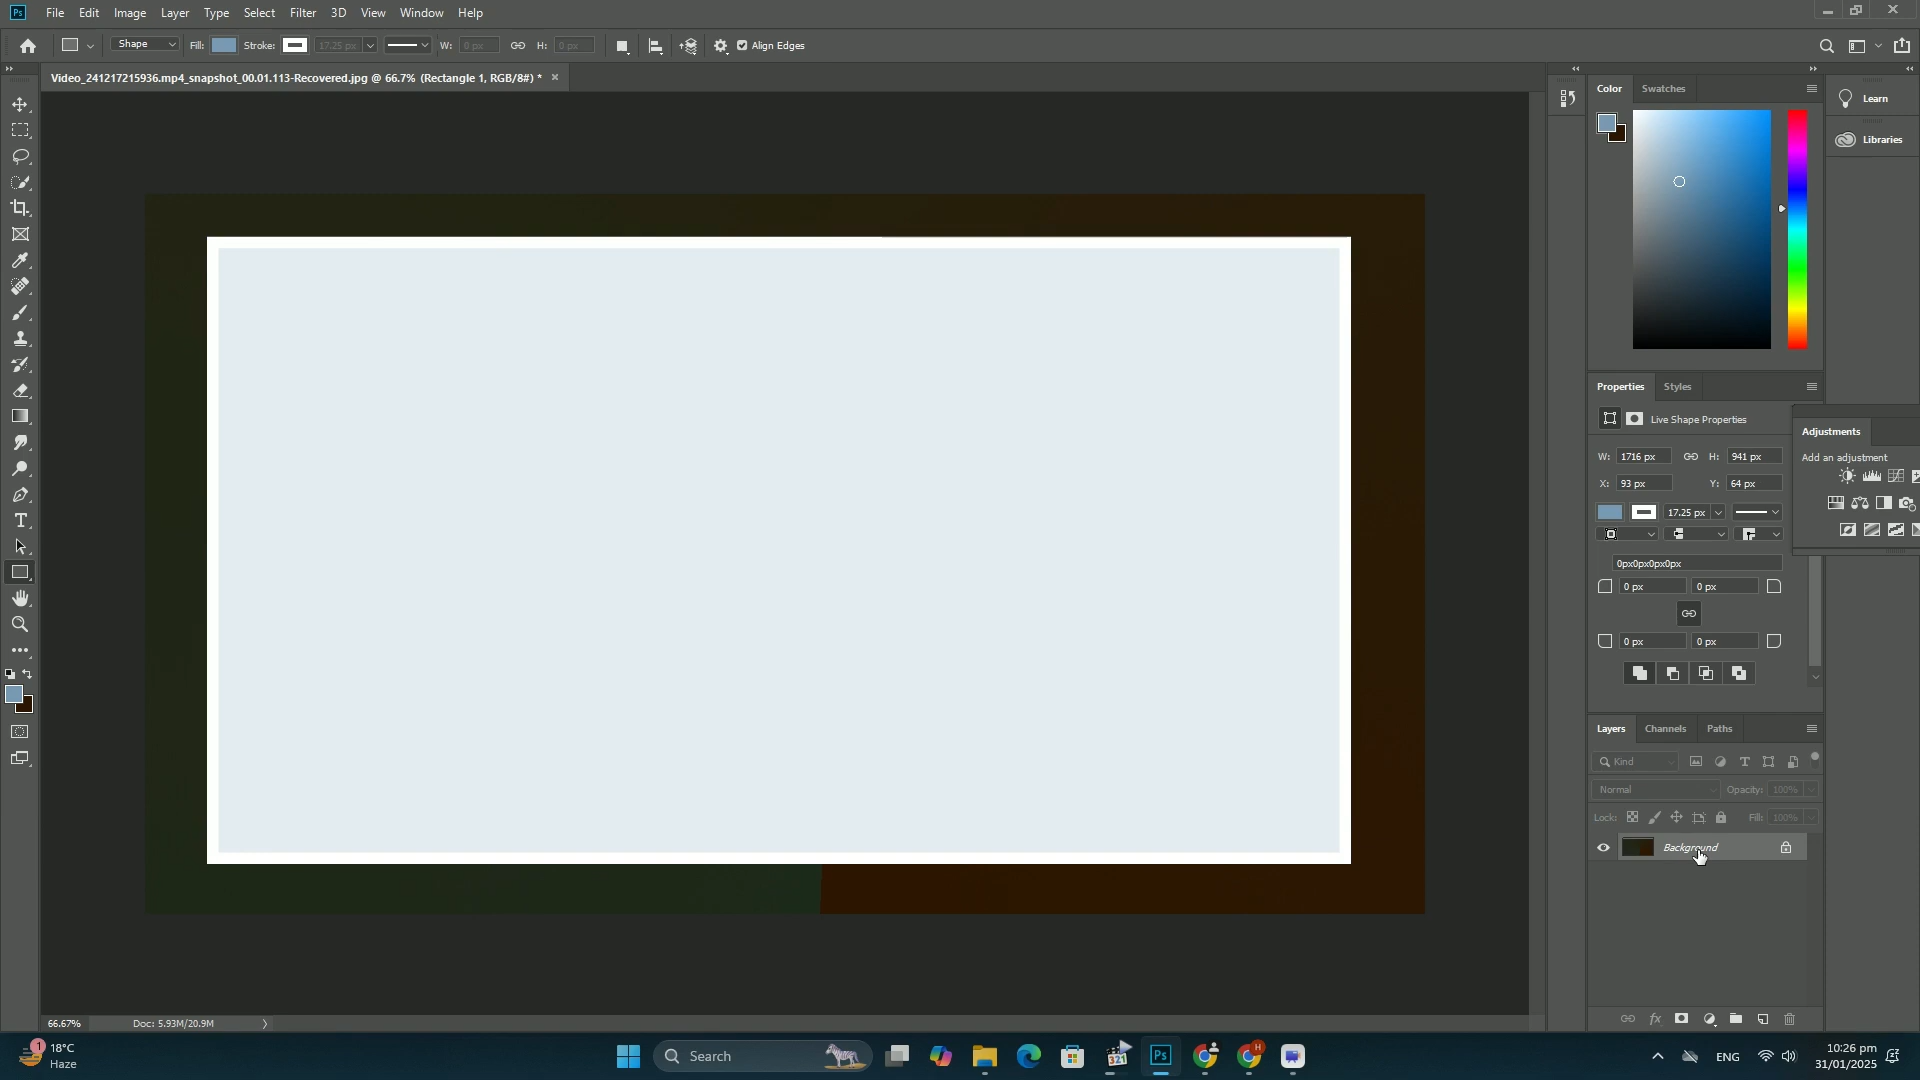 Ps File Edit Image Layer Type Select Filter 3D View Window Help
Shape Fill: Stroke: 17.25 px W: 0 px H: 0 px Align Edges
Video_241217215936.mp4_snapshot_00.01.113-Recovered.jpg @ 66.7% (Rectangle 1, RGB/8#) *
Color Swatches
Learn
Libraries
Properties Styles
Live Shape Properties
Adjustments
Add an adjustment
W: 1716 px H: 941 px
X: 93 px Y: 64 px
17.25 px
0px0px0px0px
0 px 0 px
0 px 0 px
Layers Channels Paths
Kind
Normal Opacity: 100%
Lock: Fill: 100%
Background
66.67% Doc: 5.93M/20.9M
1
18°C
Haze
Search
321
Ps
H
ENG
10:26 pm
31/01/2025